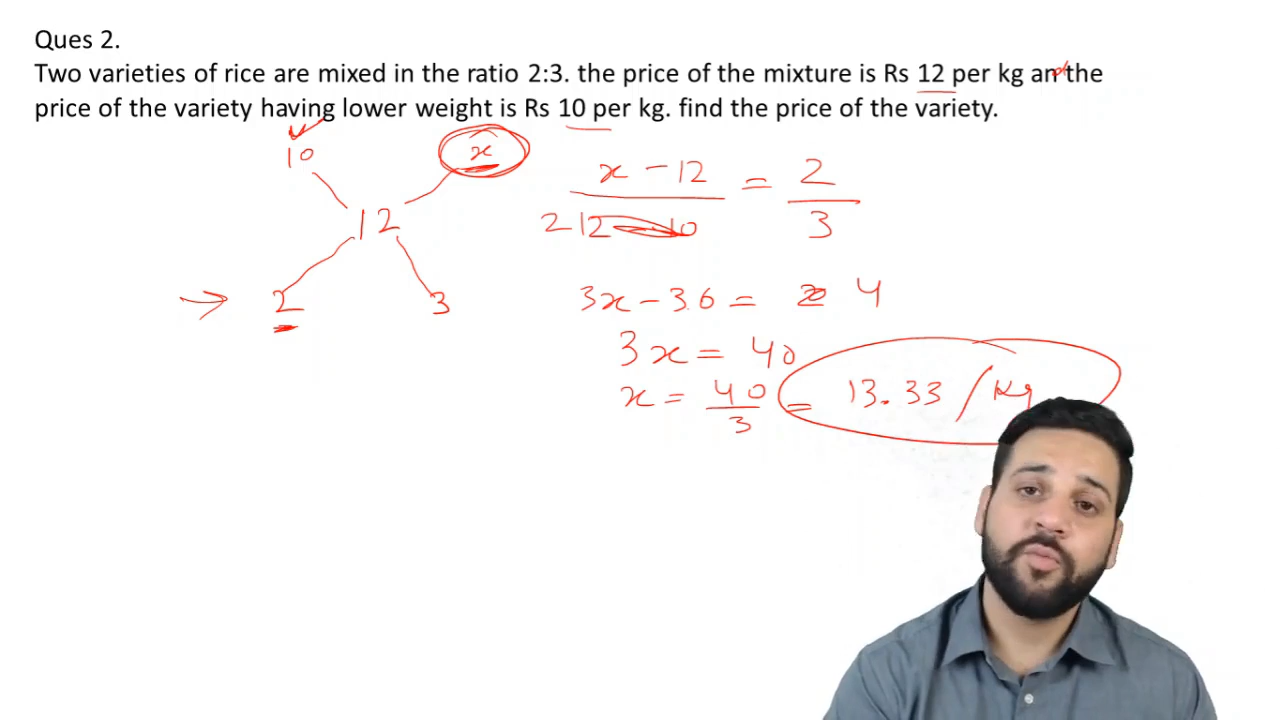 Ques 2.
Two varieties of rice are mixed in the ratio 2:3. the price of the mixture is Rs 12 per kg and the
price of the variety having lower weight is Rs 10 per kg. find the price of the variety.
10 x
12
2 3
x - 12 / 2 12 - 10 = 2 / 3
3x - 36 = 4
3x = 40
x = 40 / 3 = 13.33 / Kg